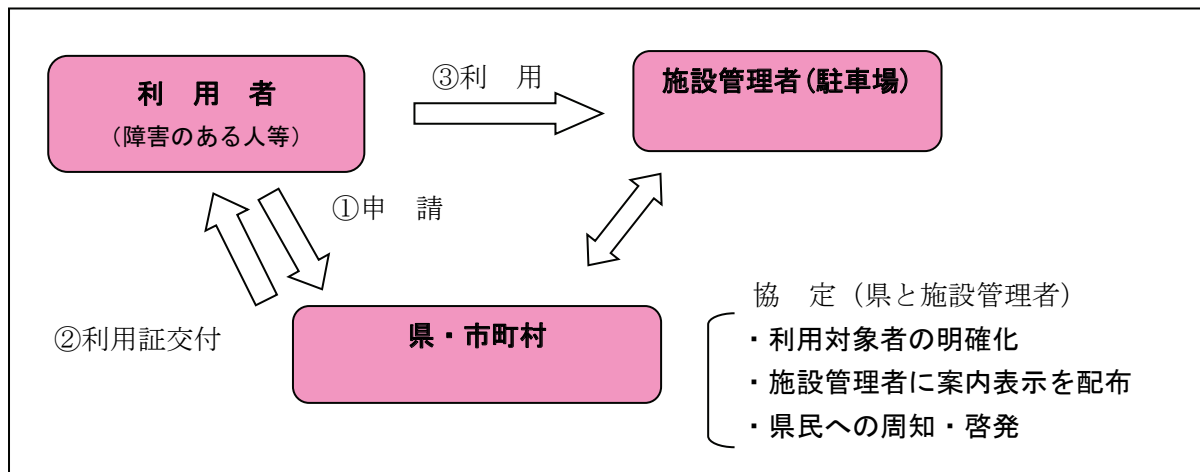 利　用　者
（障害のある人等）
③利　用
施設管理者（駐車場）
①申　請
②利用証交付
県・市町村
協　定（県と施設管理者）
・利用対象者の明確化
・施設管理者に案内表示を配布
・県民への周知・啓発